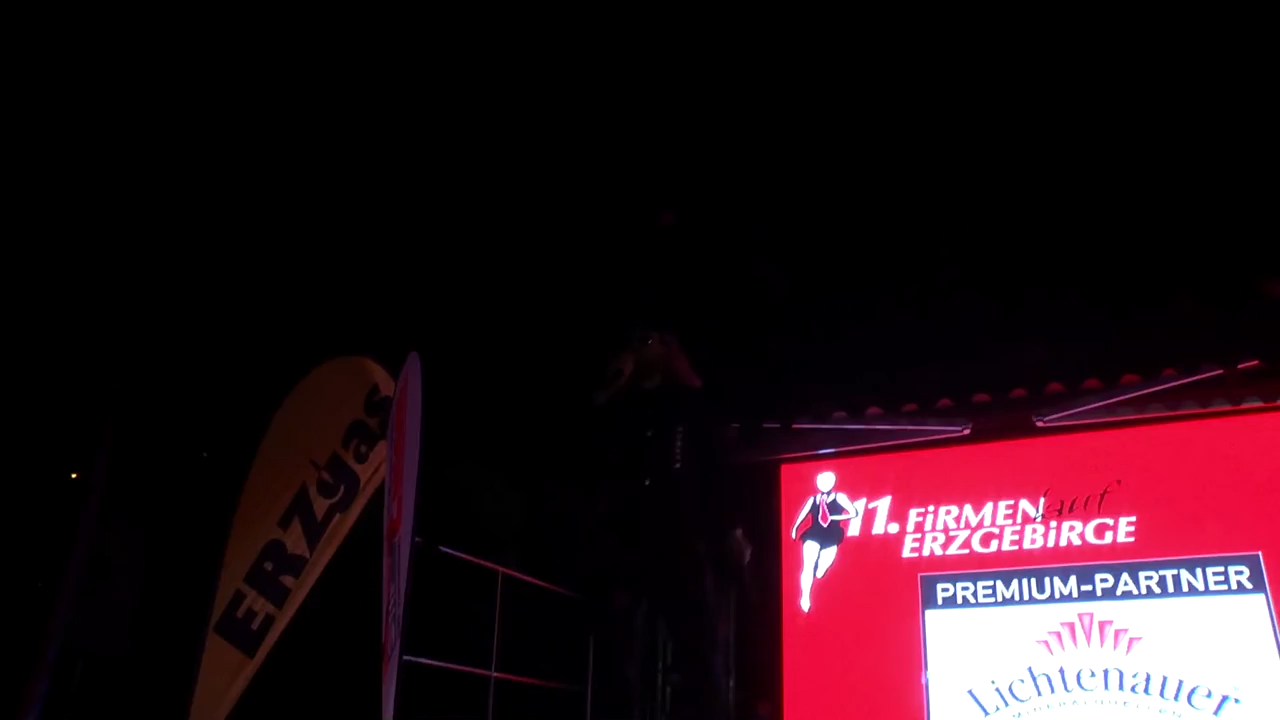 ERZgas
11. FiRMENlauf
ERZGEBiRGE
PREMIUM-PARTNER
Lichtenauer